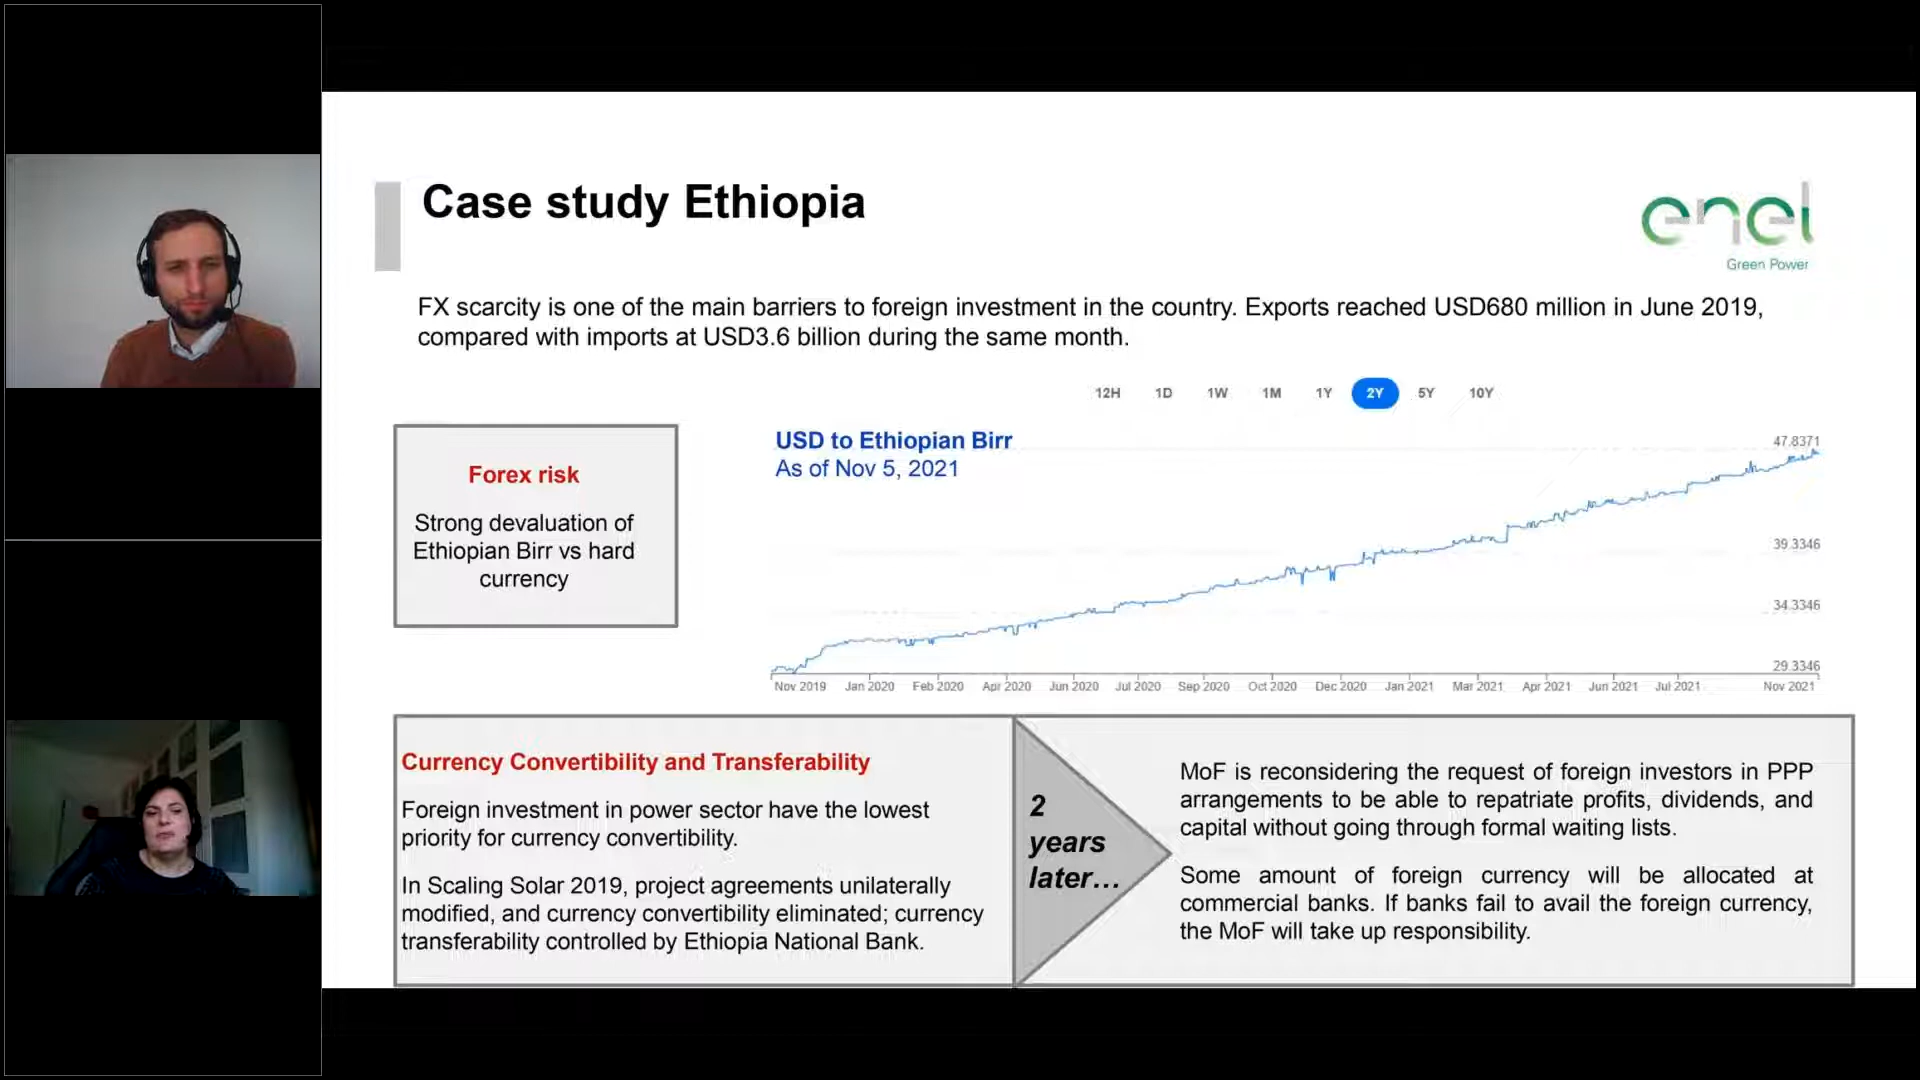 Case study Ethiopia
enel
Green Power
FX scarcity is one of the main barriers to foreign investment in the country. Exports reached USD680 million in June 2019,
compared with imports at USD3.6 billion during the same month.
12H 1D 1W 1M 1Y 2Y 5Y 10Y
Forex risk
Strong devaluation of
Ethiopian Birr vs hard
currency
USD to Ethiopian Birr
As of Nov 5, 2021
47.8371
39.3346
34.3346
29.3346
Nov 2019 Jan 2020 Feb 2020 Apr 2020 Jun 2020 Jul 2020 Sep 2020 Oct 2020 Dec 2020 Jan 2021 Mar 2021 Apr 2021 Jun 2021 Jul 2021 Nov 2021
Currency Convertibility and Transferability
Foreign investment in power sector have the lowest
priority for currency convertibility.
In Scaling Solar 2019, project agreements unilaterally
modified, and currency convertibility eliminated; currency
transferability controlled by Ethiopia National Bank.
2
years
later…
MoF is reconsidering the request of foreign investors in PPP
arrangements to be able to repatriate profits, dividends, and
capital without going through formal waiting lists.
Some amount of foreign currency will be allocated at
commercial banks. If banks fail to avail the foreign currency,
the MoF will take up responsibility.